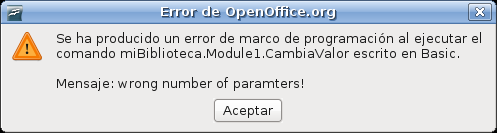 Error de OpenOffice.org
Se ha producido un error de marco de programación al ejecutar el
comando miBiblioteca.Module1.CambiaValor escrito en Basic.
Mensaje: wrong number of paramters!
Aceptar